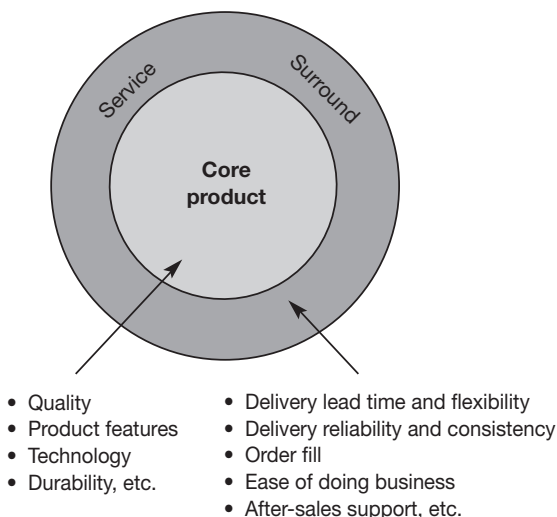 Service
Surround
Core
product
• Quality
• Product features
• Technology
• Durability, etc.
• Delivery lead time and flexibility
• Delivery reliability and consistency
• Order fill
• Ease of doing business
• After-sales support, etc.